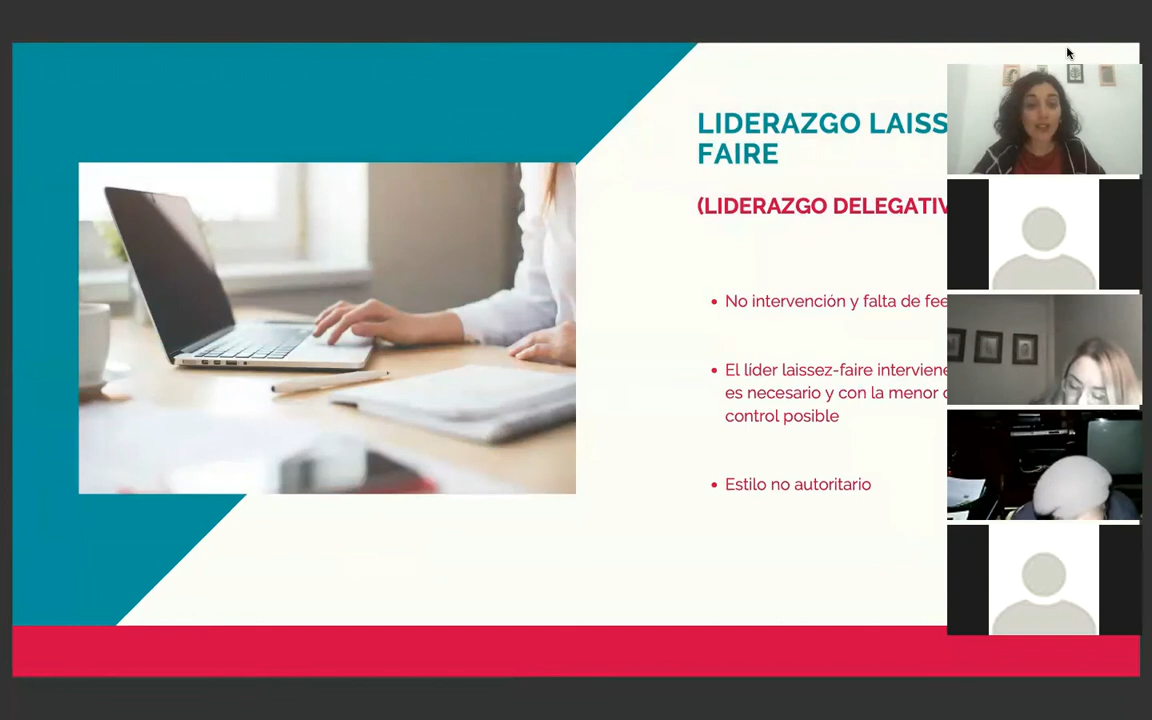 LIDERAZGO LAISS
FAIRE
(LIDERAZGO DELEGATIV
No intervención y falta de fee
El líder laissez-faire interviene
es necesario y con la menor
control posible
Estilo no autoritario